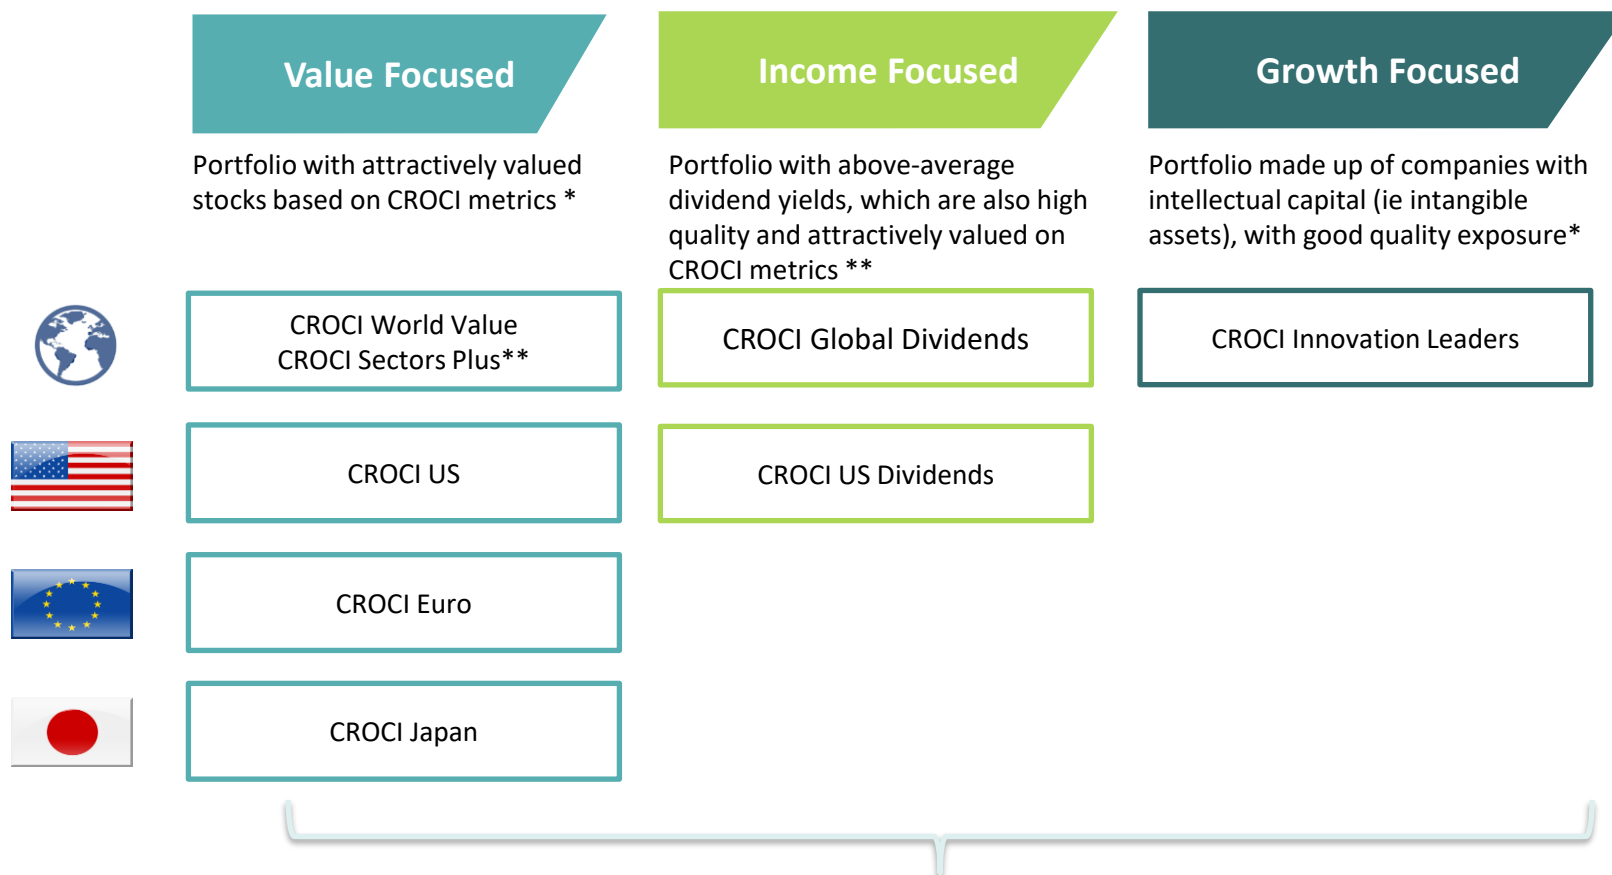 Value Focused
Income Focused
Growth Focused
Portfolio with attractively valued
stocks based on CROCI metrics *
Portfolio with above-average
dividend yields, which are also high
quality and attractively valued on
CROCI metrics **
Portfolio made up of companies with
intellectual capital (ie intangible
assets), with good quality exposure*
CROCI World Value
CROCI Sectors Plus**
CROCI Global Dividends
CROCI Innovation Leaders
CROCI US
CROCI US Dividends
CROCI Euro
CROCI Japan